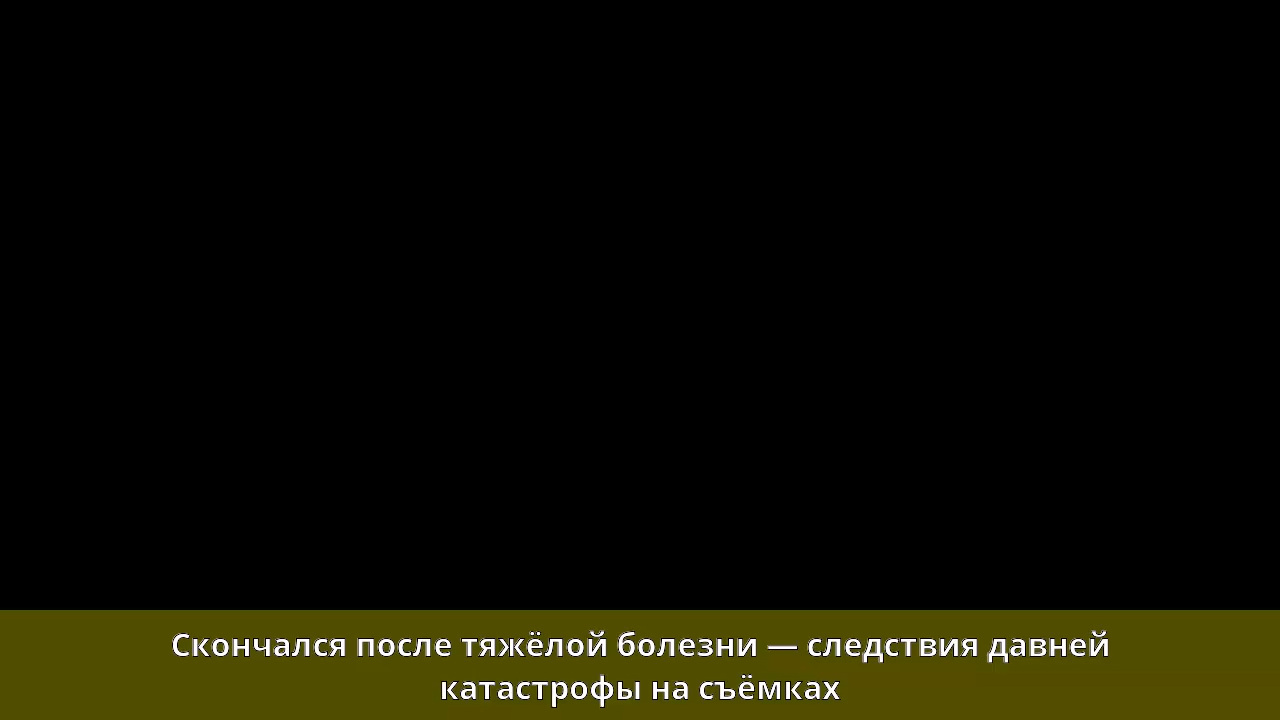 Скончался после тяжёлой болезни — следствия давней
катастрофы на съёмках